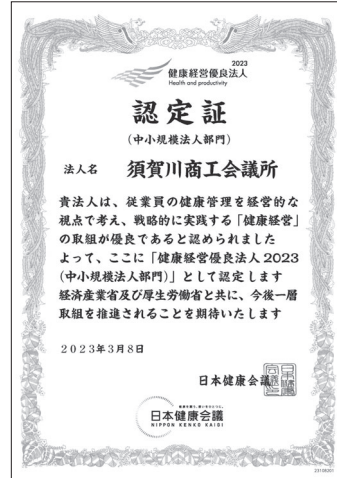 2023
健康経営優良法人
Health and productivity
認定証
(中小規模法人部門)
法人名 須賀川商工会議所
貴法人は、従業員の健康管理を経営的な
視点で考え、戦略的に実践する「健康経営」
の取組が優良であると認められました
よって、ここに「健康経営優良法人2023
(中小規模法人部門)」として認定します
経済産業省及び厚生労働省と共に、今後一層
取組を推進されることを期待いたします
2023年3月8日
日本健康会議
日本健康会議
NIPPON KENKO KAIGI